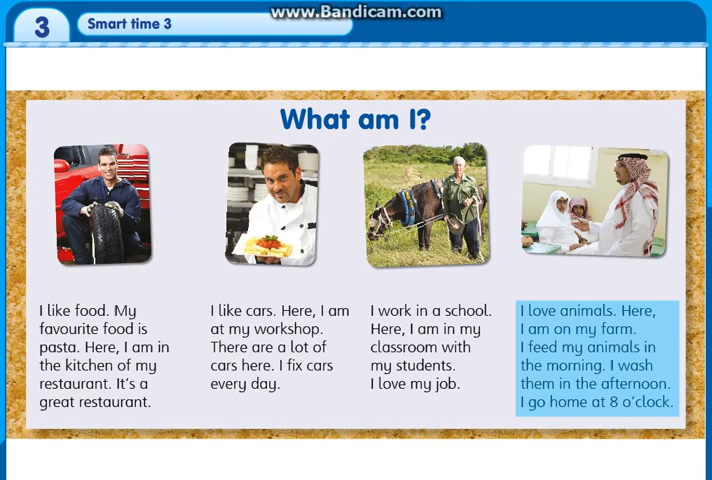 www.Bandicam.com
3
Smart time 3
What am I?
I like food. My
favourite food is
pasta. Here, I am in
the kitchen of my
restaurant. It's a
great restaurant.
I like cars. Here, I am
at my workshop.
There are a lot of
cars here. I fix cars
every day.
I work in a school.
Here, I am in my
classroom with
my students.
I love my job.
I love animals. Here,
I am on my farm.
I feed my animals in
the morning. I wash
them in the afternoon.
I go home at 8 o'clock.